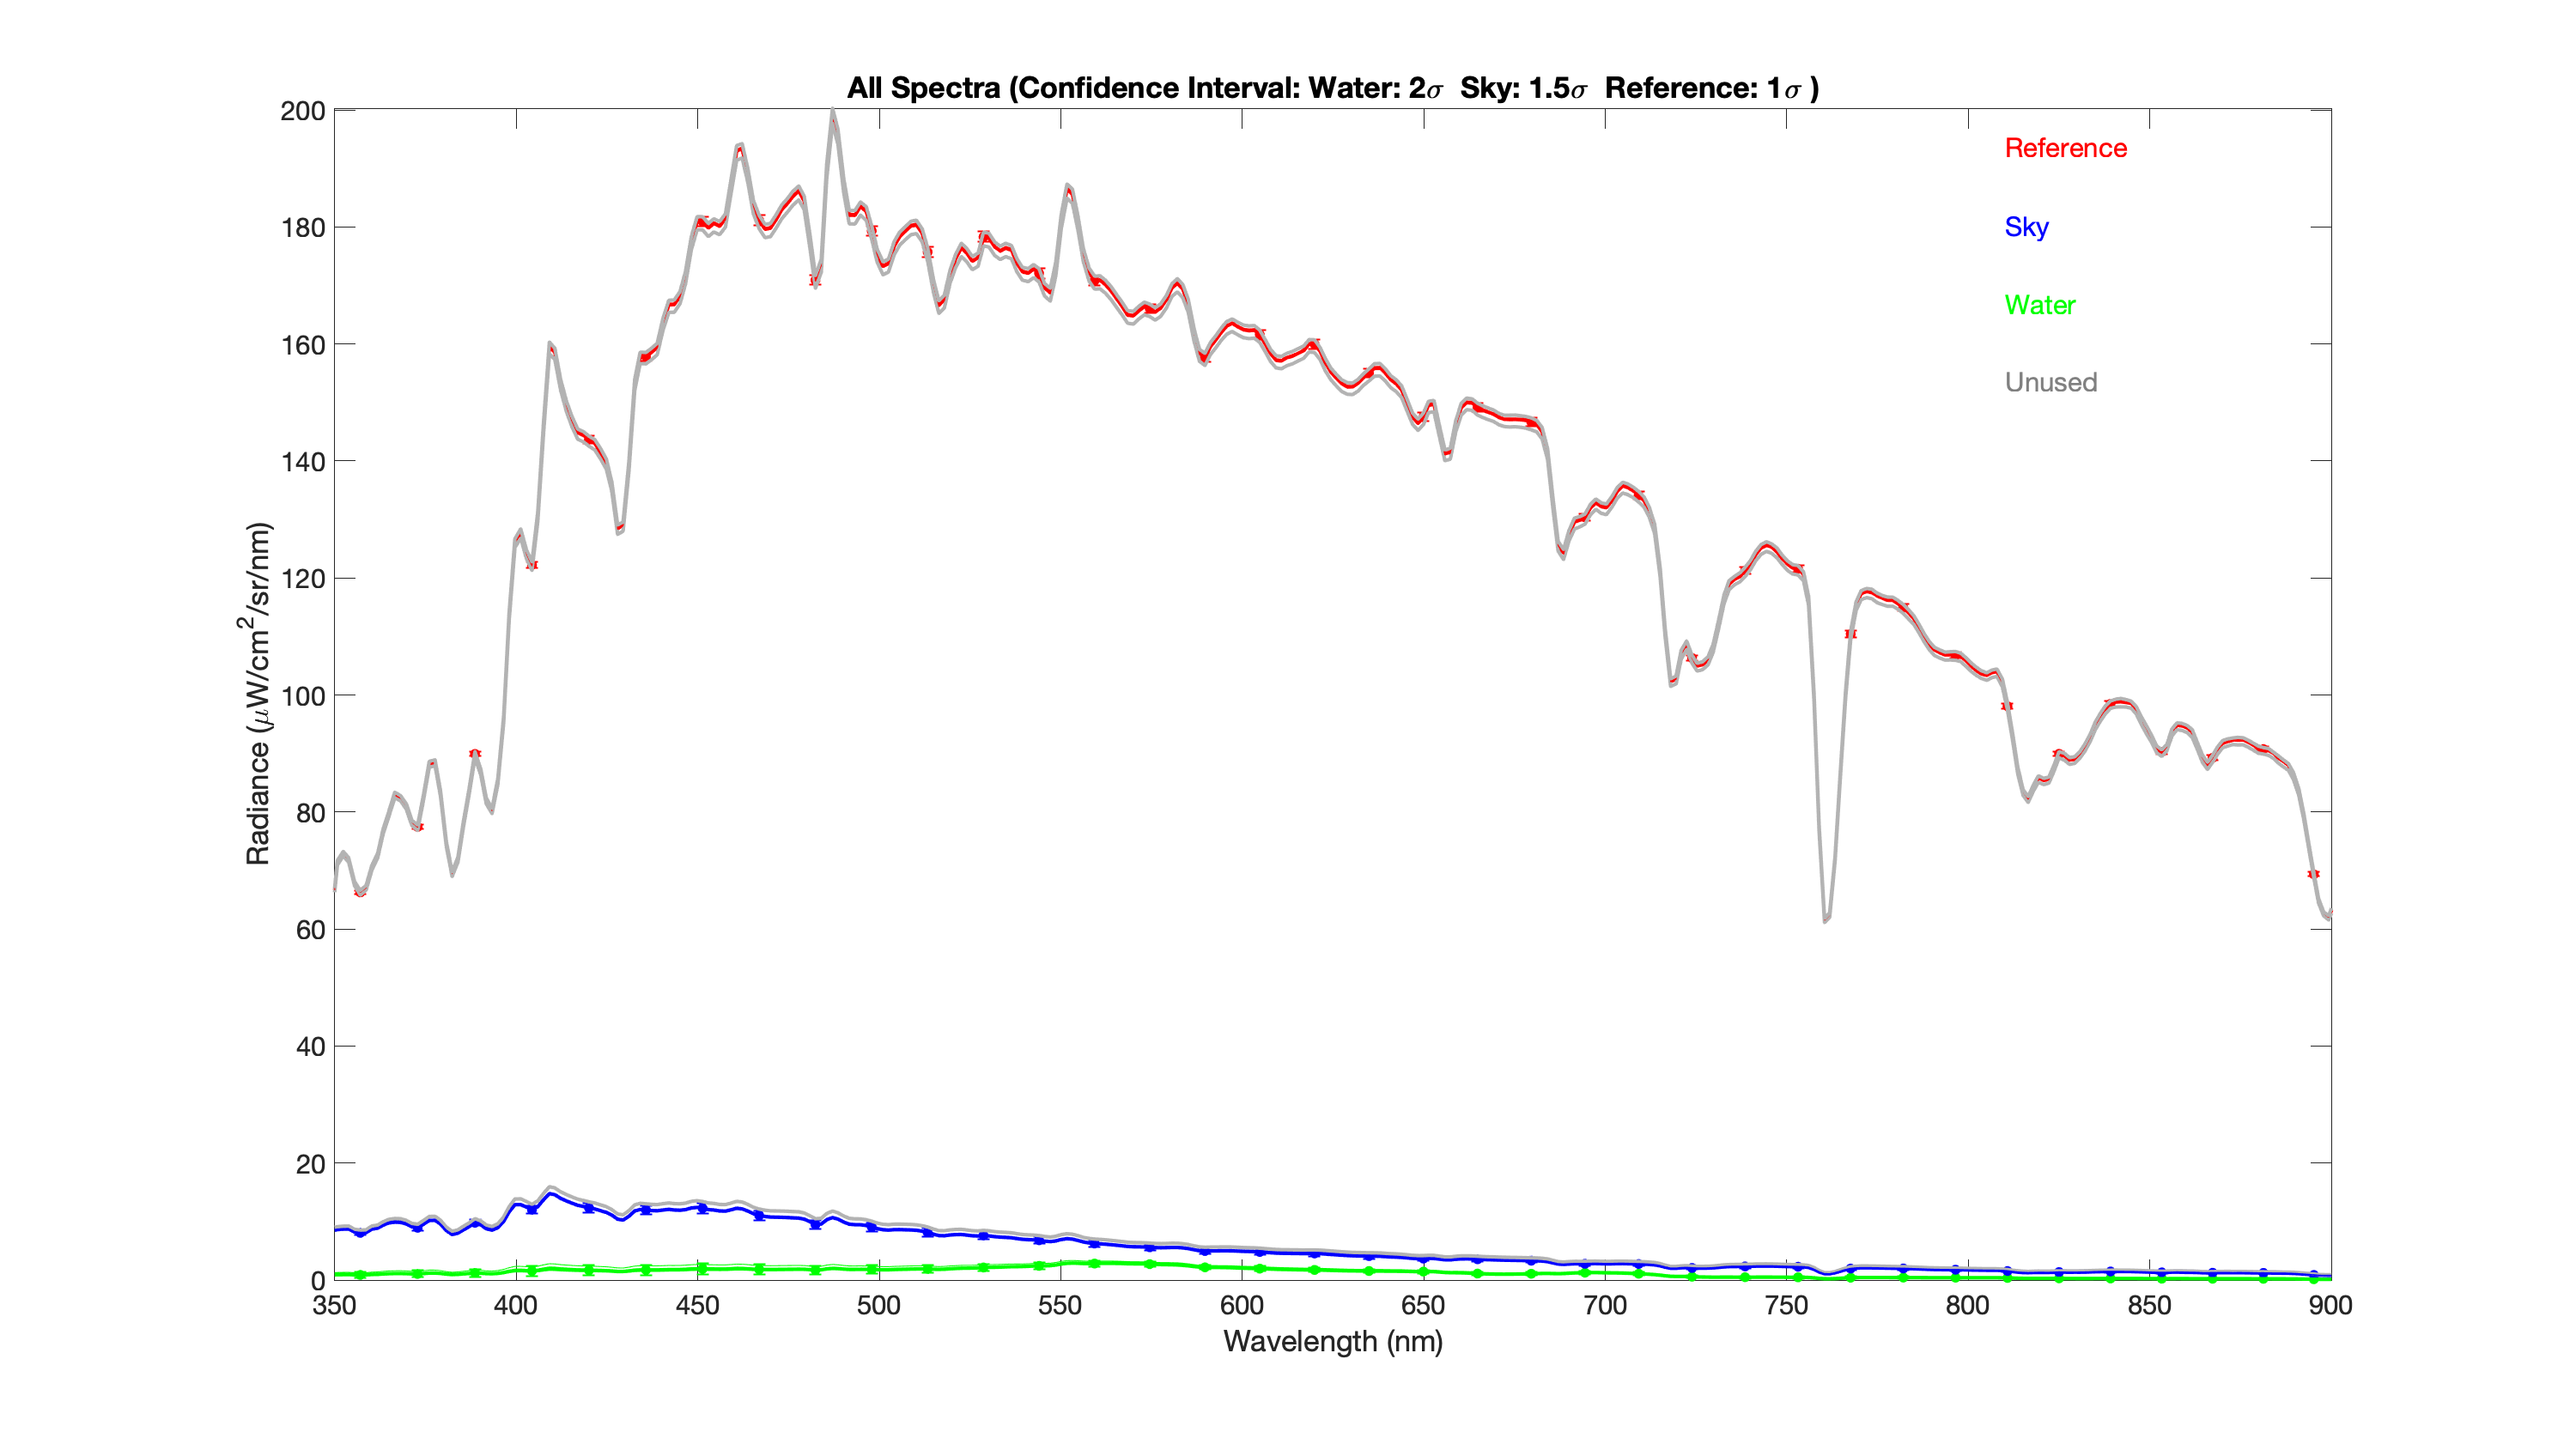 All Spectra (Confidence Interval: Water: 2σ Sky: 1.5σ Reference: 1σ )
200
180
160
140
120
100
80
60
40
20
0
Radiance (μW/cm²/sr/nm)
Reference
Sky
Water
Unused
350 400 450 500 550 600 650 700 750 800 850 900
Wavelength (nm)